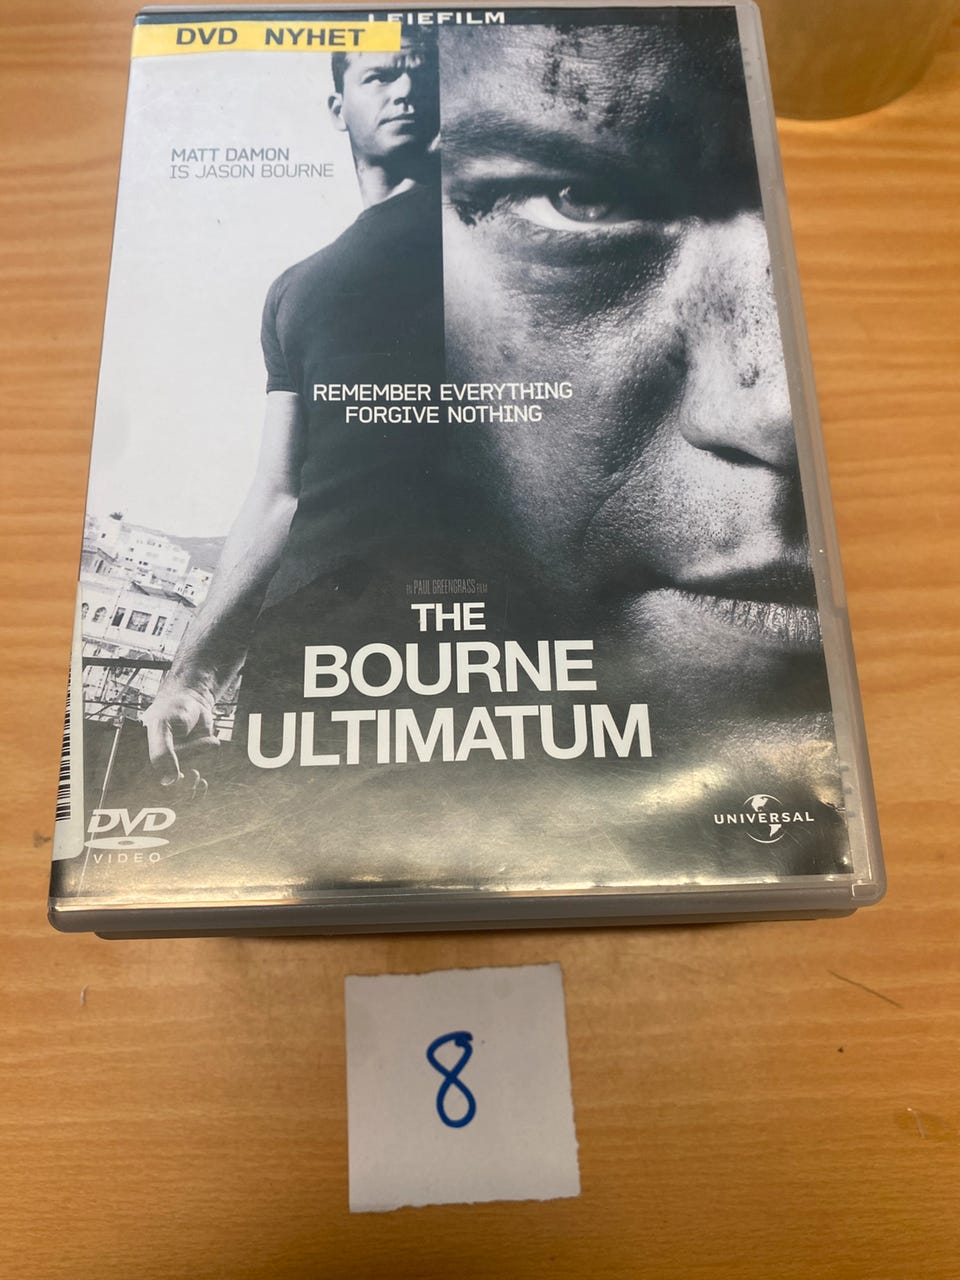 LEIEFILM
DVD NYHET
MATT DAMON
IS JASON BOURNE
REMEMBER EVERYTHING
FORGIVE NOTHING
A PAUL GREENGRASS FILM
THE
BOURNE
ULTIMATUM
DVD
VIDEO
UNIVERSAL
8